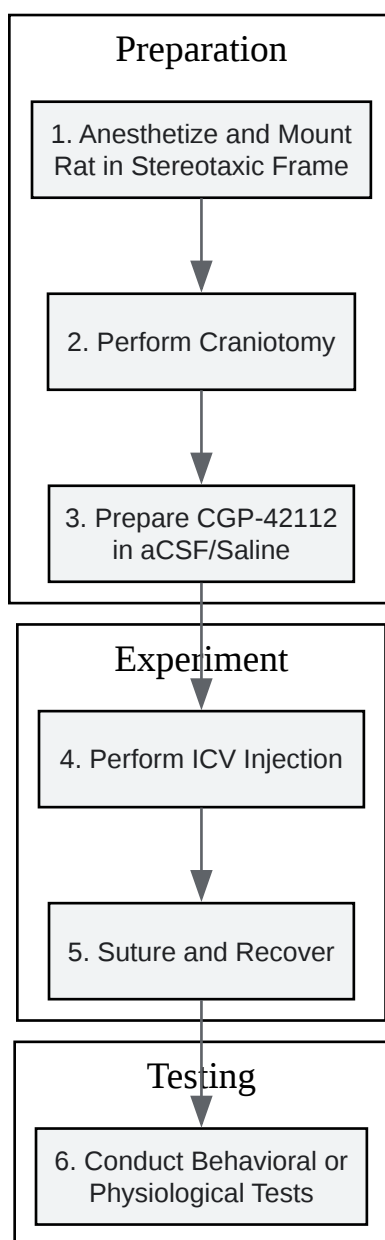 Preparation
1. Anesthetize and Mount
Rat in Stereotaxic Frame
2. Perform Craniotomy
3. Prepare CGP-42112
in aCSF/Saline
Experiment
4. Perform ICV Injection
5. Suture and Recover
Testing
6. Conduct Behavioral or
Physiological Tests